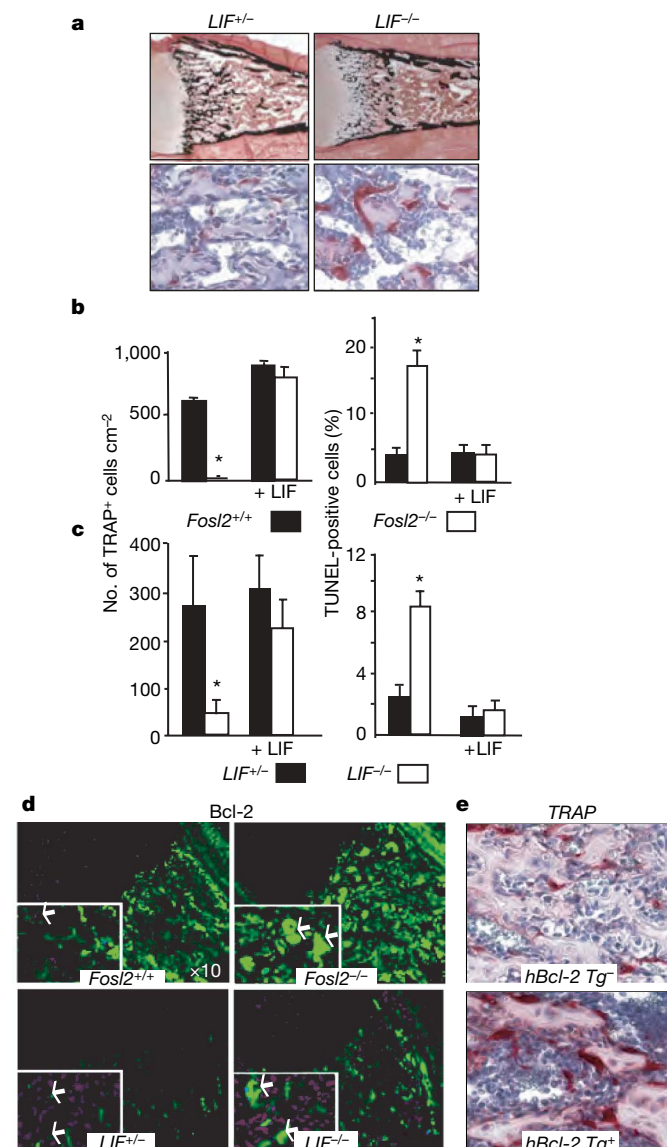 a
LIF+/− LIF−/−
b
1,000
500
0
*
+ LIF
20
10
0
*
+ LIF
Fosl2+/+ Fosl2−/−
No. of TRAP+ cells cm−2
TUNEL-positive cells (%)
c
400
300
200
100
0
*
+ LIF
12
8
4
0
*
+LIF
LIF+/− LIF−/−
d
Bcl-2
Fosl2+/+
×10
Fosl2−/−
LIF+/−
LIF−/−
e
TRAP
hBcl-2 Tg−
hBcl-2 Tg+